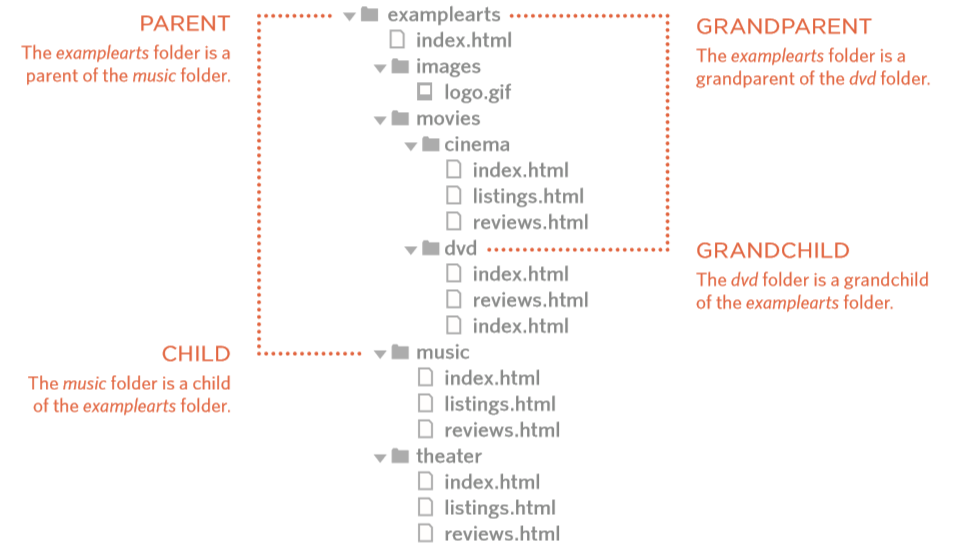 PARENT
The examplearts folder is a
parent of the music folder.
examplearts
index.html
images
logo.gif
movies
cinema
index.html
listings.html
reviews.html
dvd
index.html
reviews.html
index.html
music
index.html
listings.html
reviews.html
theater
index.html
listings.html
reviews.html
GRANDPARENT
The examplearts folder is a
grandparent of the dvd folder.
GRANDCHILD
The dvd folder is a grandchild
of the examplearts folder.
CHILD
The music folder is a child
of the examplearts folder.